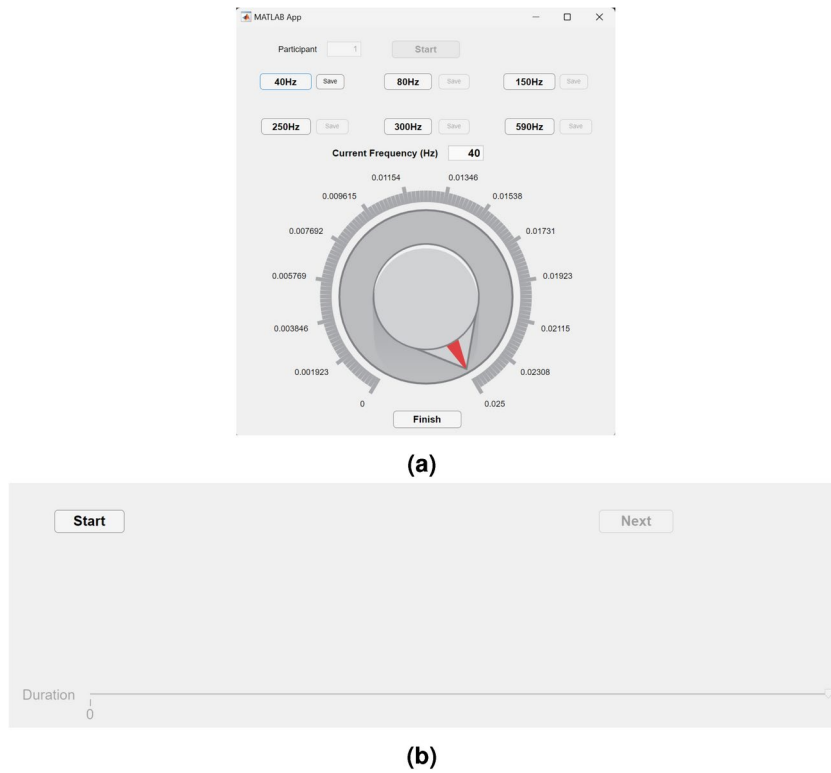 MATLAB App
Participant 1 Start
40Hz Save 80Hz Save 150Hz Save
250Hz Save 300Hz Save 590Hz Save
Current Frequency (Hz) 40
0.01154 0.01346
0.009615 0.01538
0.007692 0.01731
0.005769 0.01923
0.003846 0.02115
0.001923 0.02308
0 0.025
Finish
(a)
Start Next
Duration
0
(b)